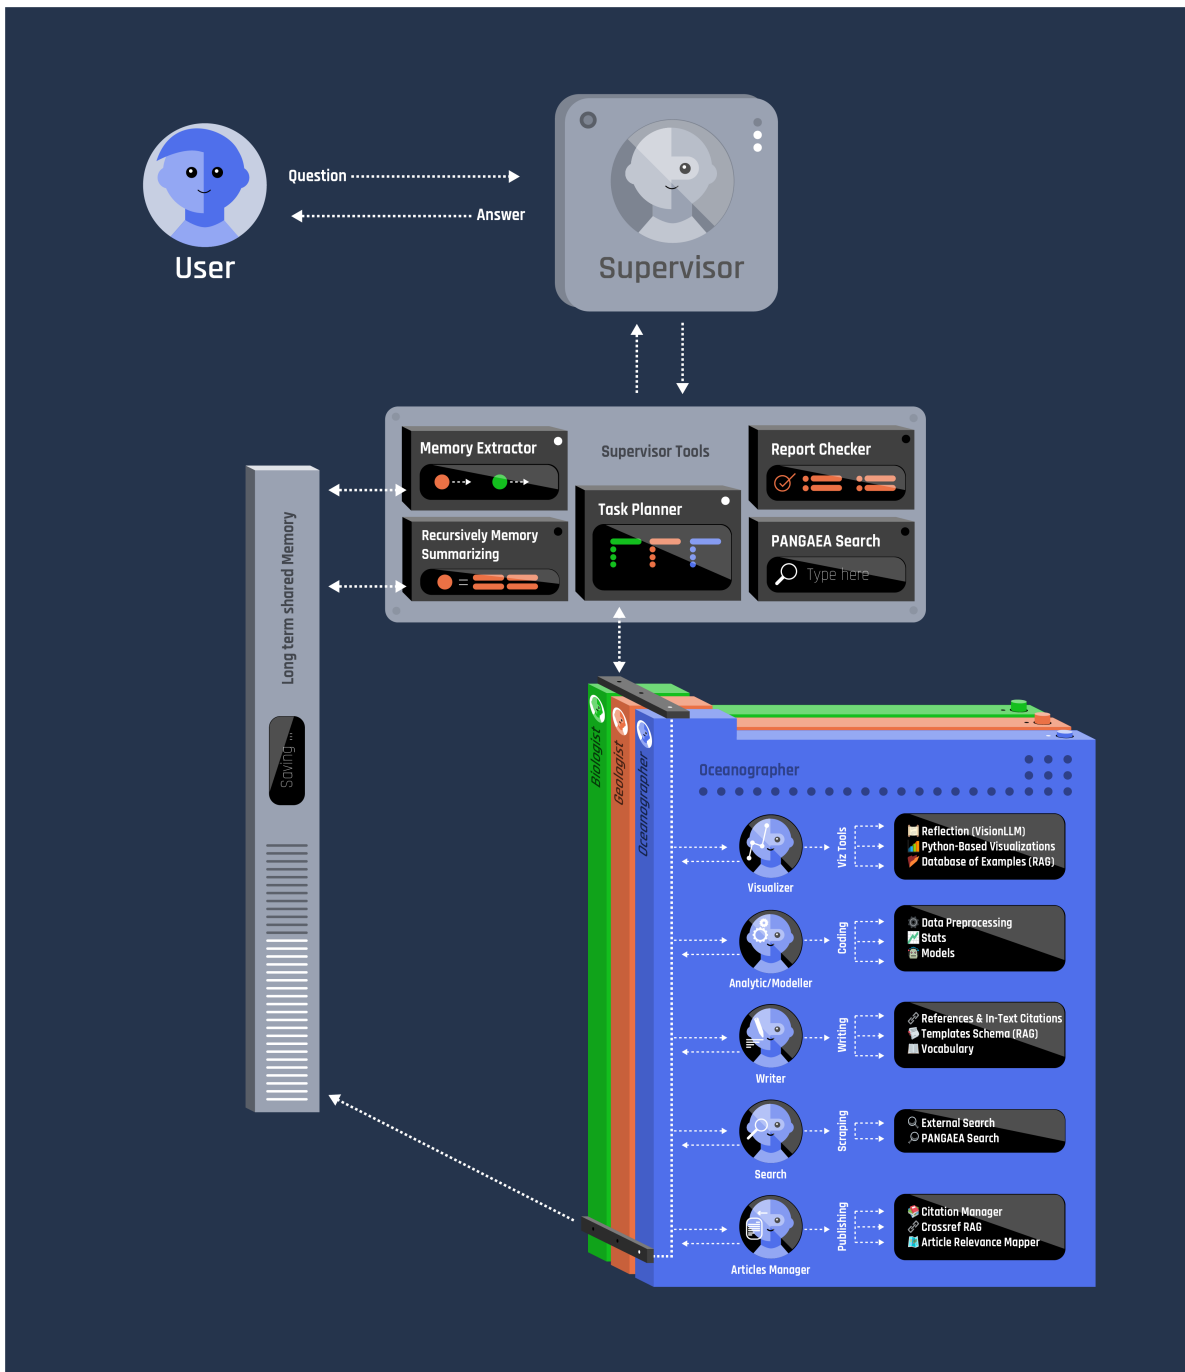 Question
Answer
User
Supervisor
Supervisor Tools
Memory Extractor
Recursively Memory
Summarizing
Task Planner
Report Checker
PANGAEA Search
Type here
Long term shared Memory
Saving ...
Biologist
Geologist
Oceanographer
Oceanographer
Visualizer
Viz Tools
Reflection (VisionLLM)
Python-Based Visualizations
Database of Examples (RAG)
Analytic/Modeller
Coding
Data Preprocessing
Stats
Models
Writer
Writing
References & In-Text Citations
Templates Schema (RAG)
Vocabulary
Search
Scraping
External Search
PANGAEA Search
Articles Manager
Publishing
Citation Manager
Crossref RAG
Article Relevance Mapper